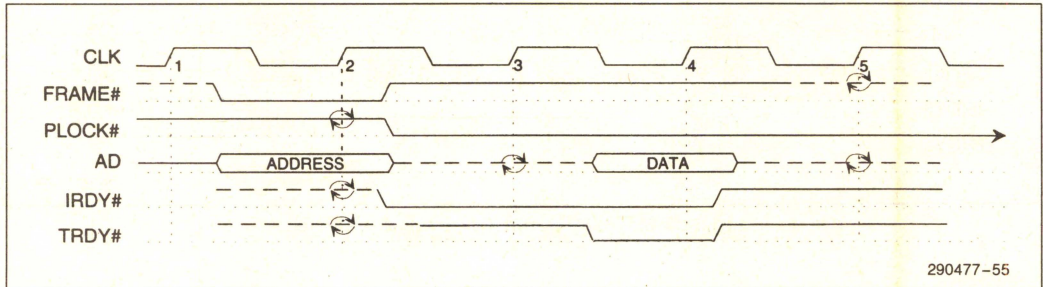 CLK
1 2 3 4 5
FRAME#
PLOCK#
AD ADDRESS DATA
IRDY#
TRDY#
290477–55